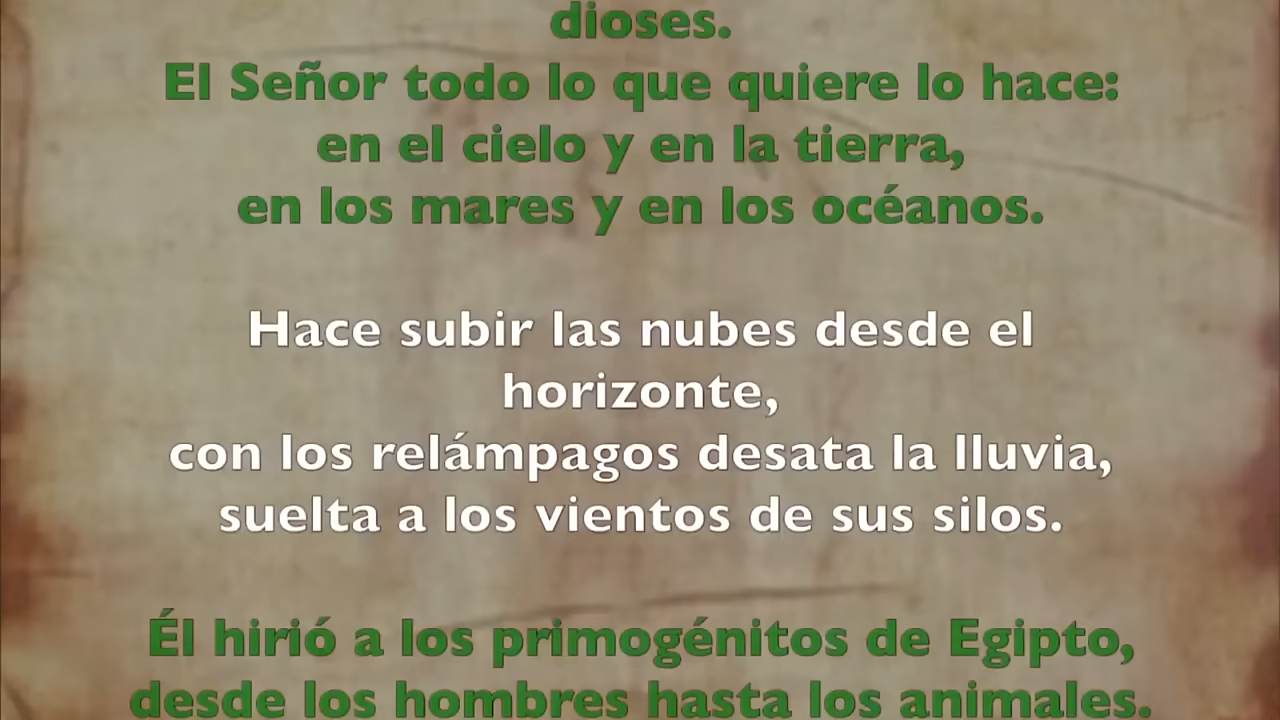 dioses.
El Señor todo lo que quiere lo hace:
en el cielo y en la tierra,
en los mares y en los océanos.
Hace subir las nubes desde el
horizonte,
con los relámpagos desata la lluvia,
suelta a los vientos de sus silos.
Él hirió a los primogénitos de Egipto,
desde los hombres hasta los animales.